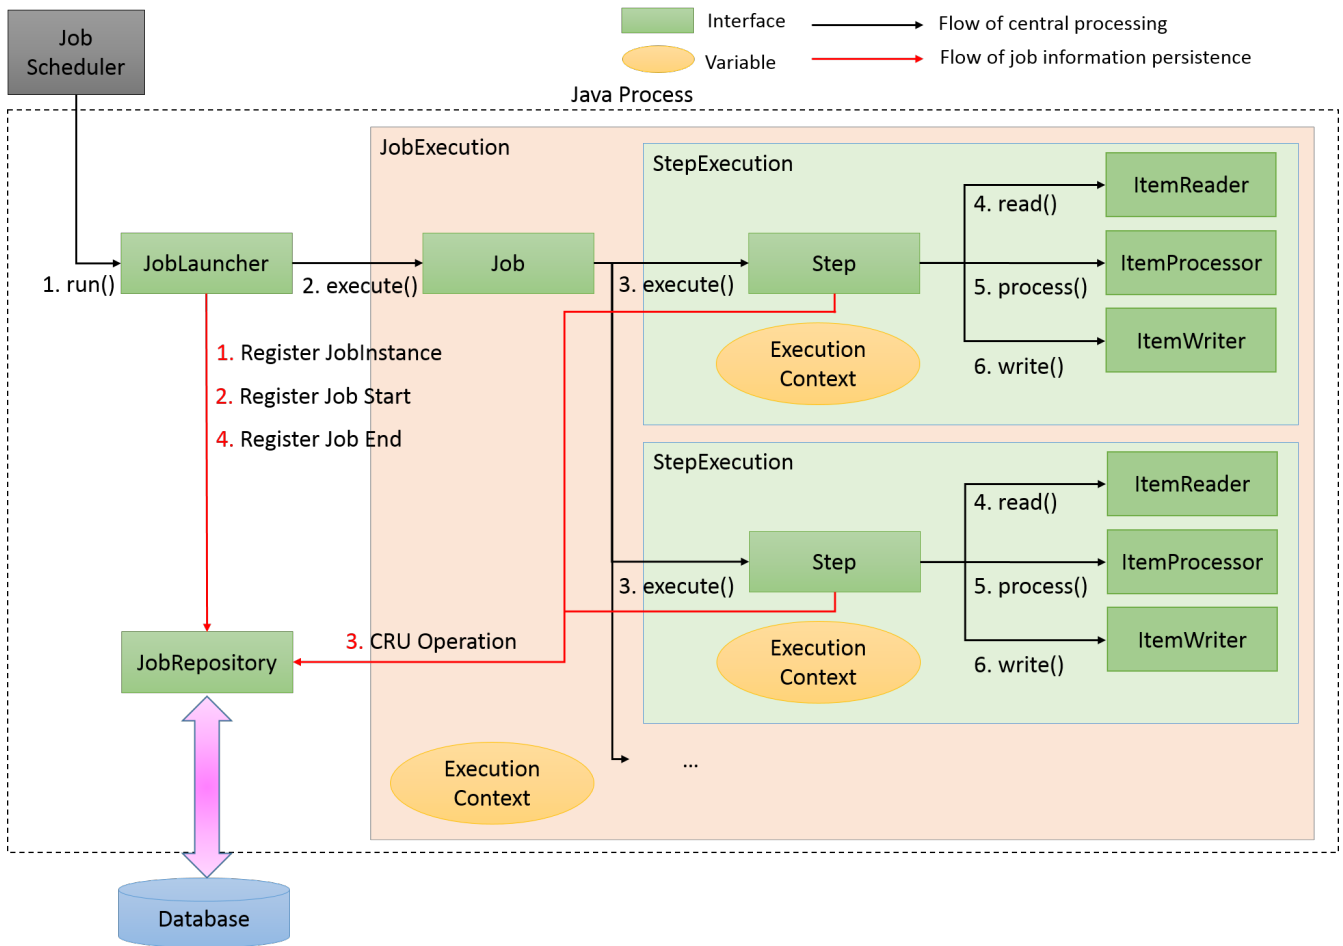 Job
Scheduler
Interface
Flow of central processing
Variable
Flow of job information persistence
Java Process
JobExecution
StepExecution
ItemReader
4. read()
JobLauncher
Job
Step
ItemProcessor
1. run()
2. execute()
3. execute()
5. process()
ItemWriter
6. write()
Execution
Context
1. Register JobInstance
2. Register Job Start
4. Register Job End
StepExecution
ItemReader
4. read()
Step
ItemProcessor
3. execute()
5. process()
ItemWriter
6. write()
Execution
Context
3. CRU Operation
JobRepository
...
Execution
Context
Database